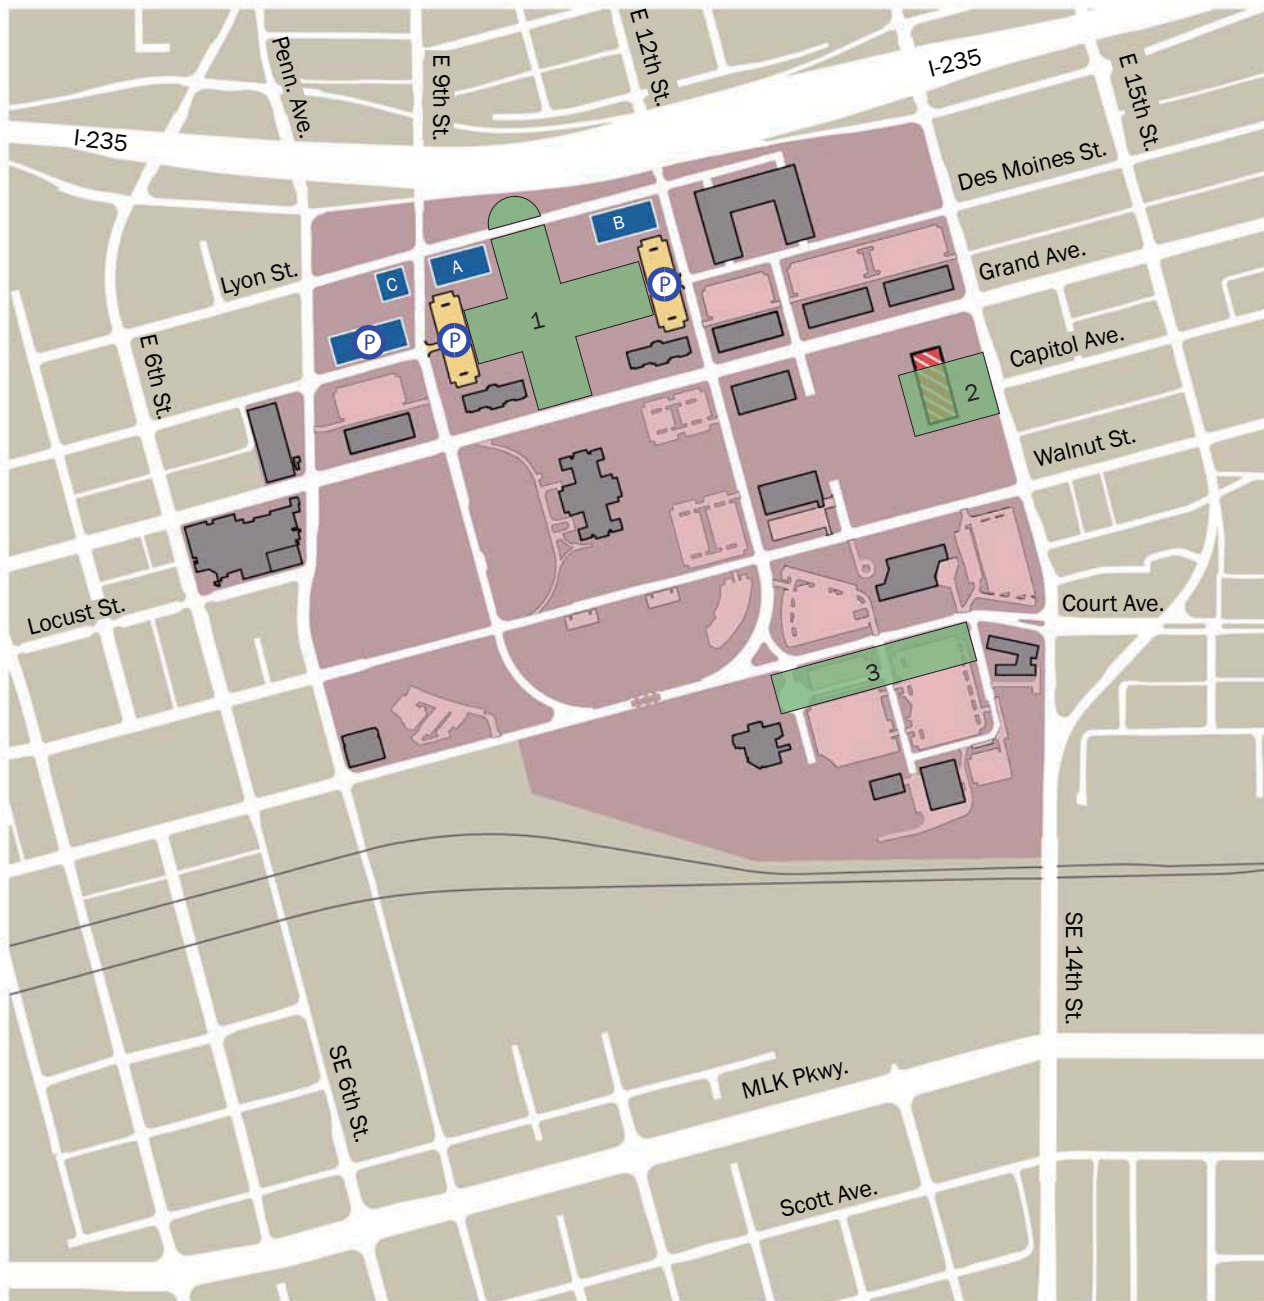 E 12th St.
Penn. Ave.
E 9th St.
I-235
E 15th St.
I-235
Des Moines St.
B
A
Lyon St.
C
P
Grand Ave.
1
P
P
E 6th St.
Capitol Ave.
2
Walnut St.
Locust St.
Court Ave.
3
SE 14th St.
SE 6th St.
MLK Pkwy.
Scott Ave.